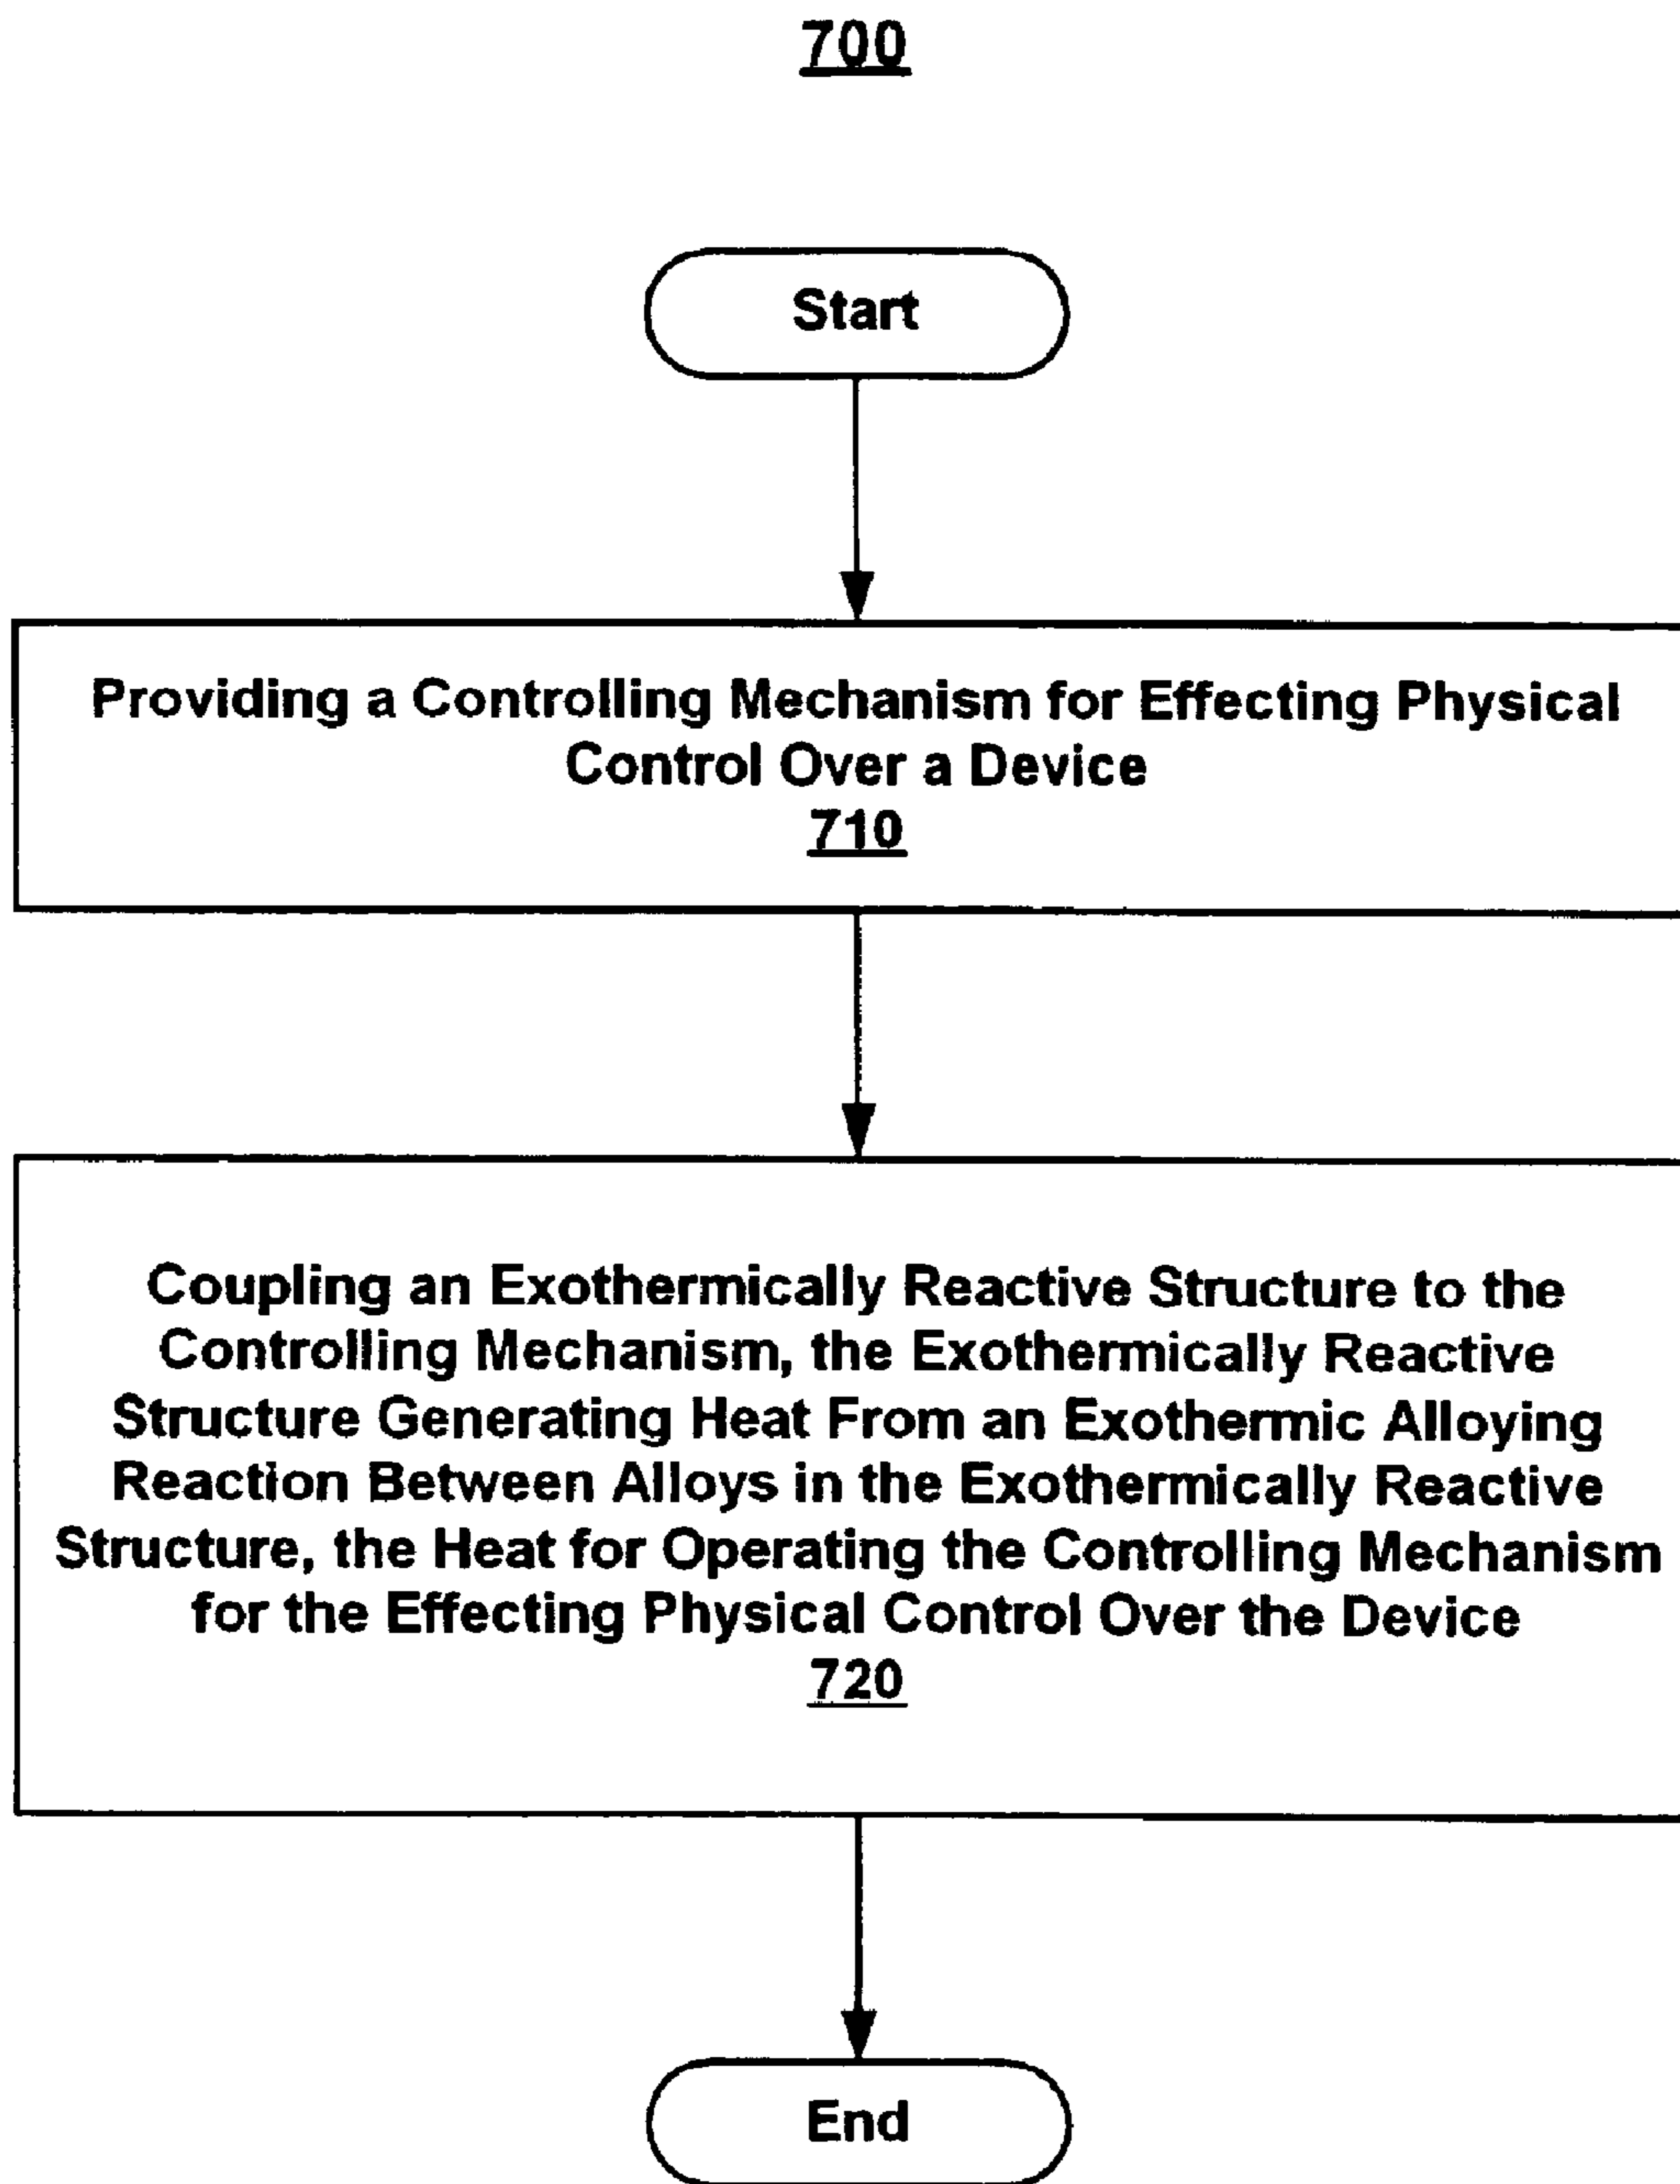 700
Start
Providing a Controlling Mechanism for Effecting Physical
Control Over a Device
710
Coupling an Exothermically Reactive Structure to the
Controlling Mechanism, the Exothermically Reactive
Structure Generating Heat From an Exothermic Alloying
Reaction Between Alloys in the Exothermically Reactive
Structure, the Heat for Operating the Controlling Mechanism
for the Effecting Physical Control Over the Device
720
End